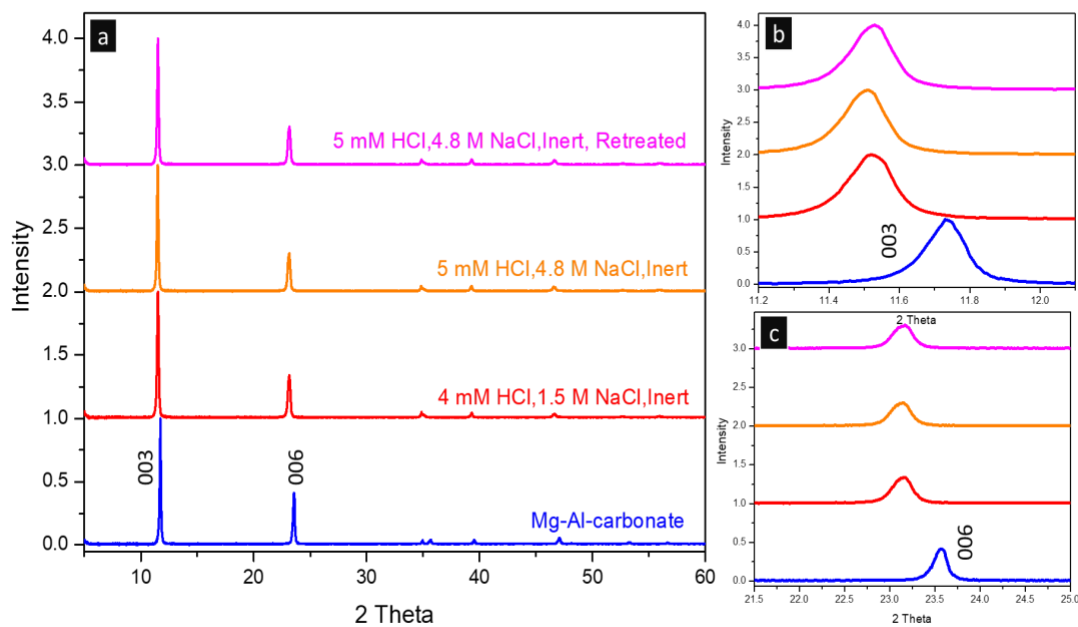 a
4.0
3.5
3.0
2.5
2.0
1.5
1.0
0.5
0.0
Intensity
5 mM HCl,4.8 M NaCl,Inert, Retreated
5 mM HCl,4.8 M NaCl,Inert
4 mM HCl,1.5 M NaCl,Inert
003
006
Mg-Al-carbonate
10 20 30 40 50 60
2 Theta
b
4.0
3.5
3.0
2.5
2.0
1.5
1.0
0.5
0.0
Intensity
003
11.2 11.4 11.6 11.8 12.0
2 Theta
c
3.0
2.5
2.0
1.5
1.0
0.5
0.0
Intensity
006
21.5 22.0 22.5 23.0 23.5 24.0 24.5 25.0
2 Theta